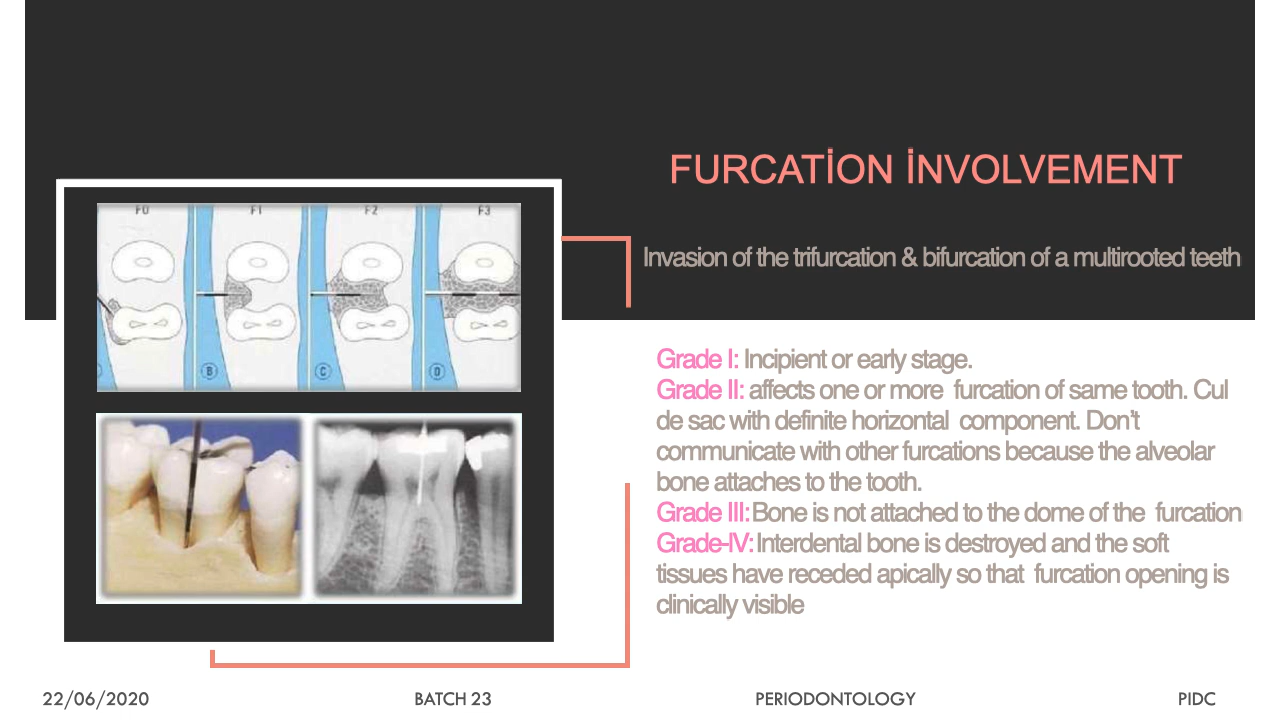 FURCATİON İNVOLVEMENT
F0 F1 F2 F3
Invasion of the trifurcation & bifurcation of a multirooted teeth
B C D
Grade I: Incipient or early stage.
Grade II: affects one or more furcation of same tooth. Cul
de sac with definite horizontal component. Don't
communicate with other furcations because the alveolar
bone attaches to the tooth.
Grade III: Bone is not attached to the dome of the furcation
Grade-IV: Interdental bone is destroyed and the soft
tissues have receded apically so that furcation opening is
clinically visible
22/06/2020 BATCH 23 PERIODONTOLOGY PIDC